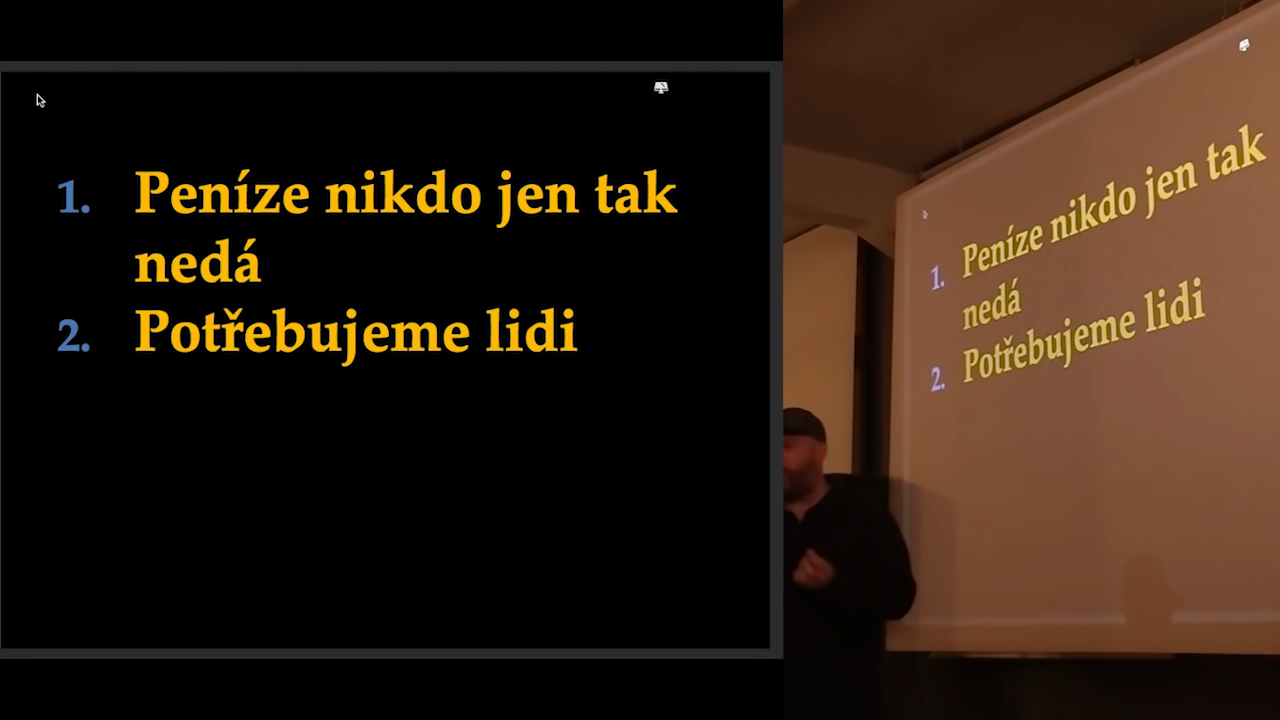 1. Peníze nikdo jen tak
nedá
2. Potřebujeme lidi
1. Peníze nikdo jen tak
nedá
2. Potřebujeme lidi